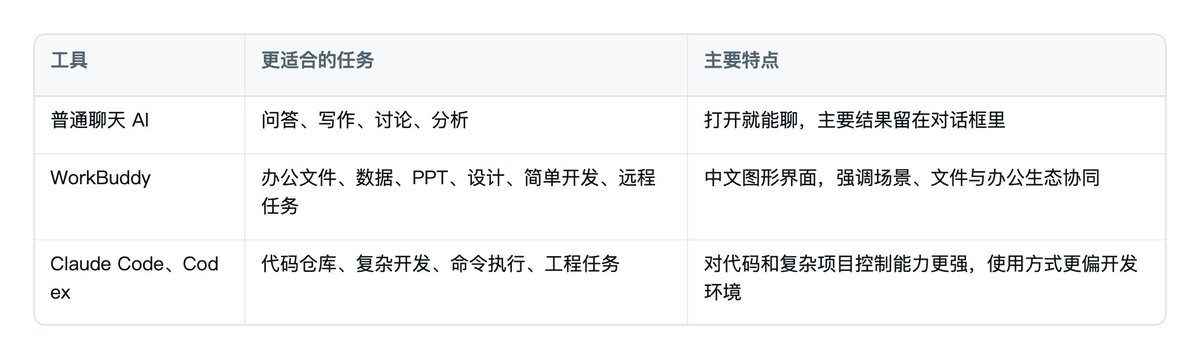 工具
更适合的任务
主要特点
普通聊天 AI
问答、写作、讨论、分析
打开就能聊，主要结果留在对话框里
WorkBuddy
办公文件、数据、PPT、设计、简单开发、远程
任务
中文图形界面，强调场景、文件与办公生态协同
Claude Code、Cod
ex
代码仓库、复杂开发、命令执行、工程任务
对代码和复杂项目控制能力更强，使用方式更偏开发
环境